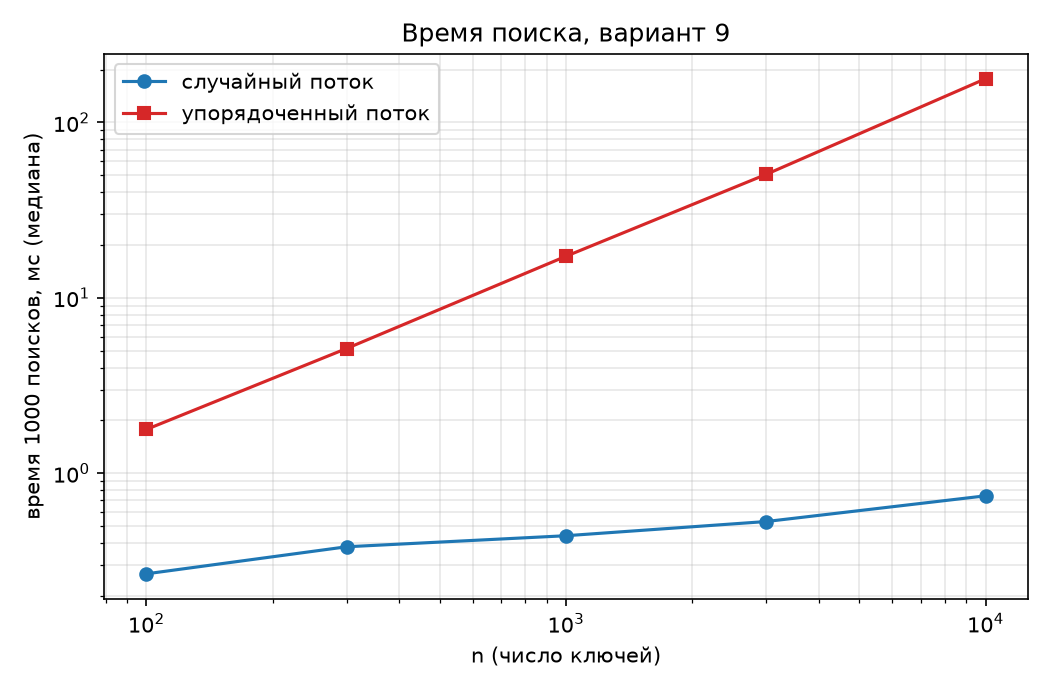 Время поиска, вариант 9
случайный поток
упорядоченный поток
время 1000 поисков, мс (медиана)
10²
10¹
10⁰
10²
10³
10⁴
n (число ключей)